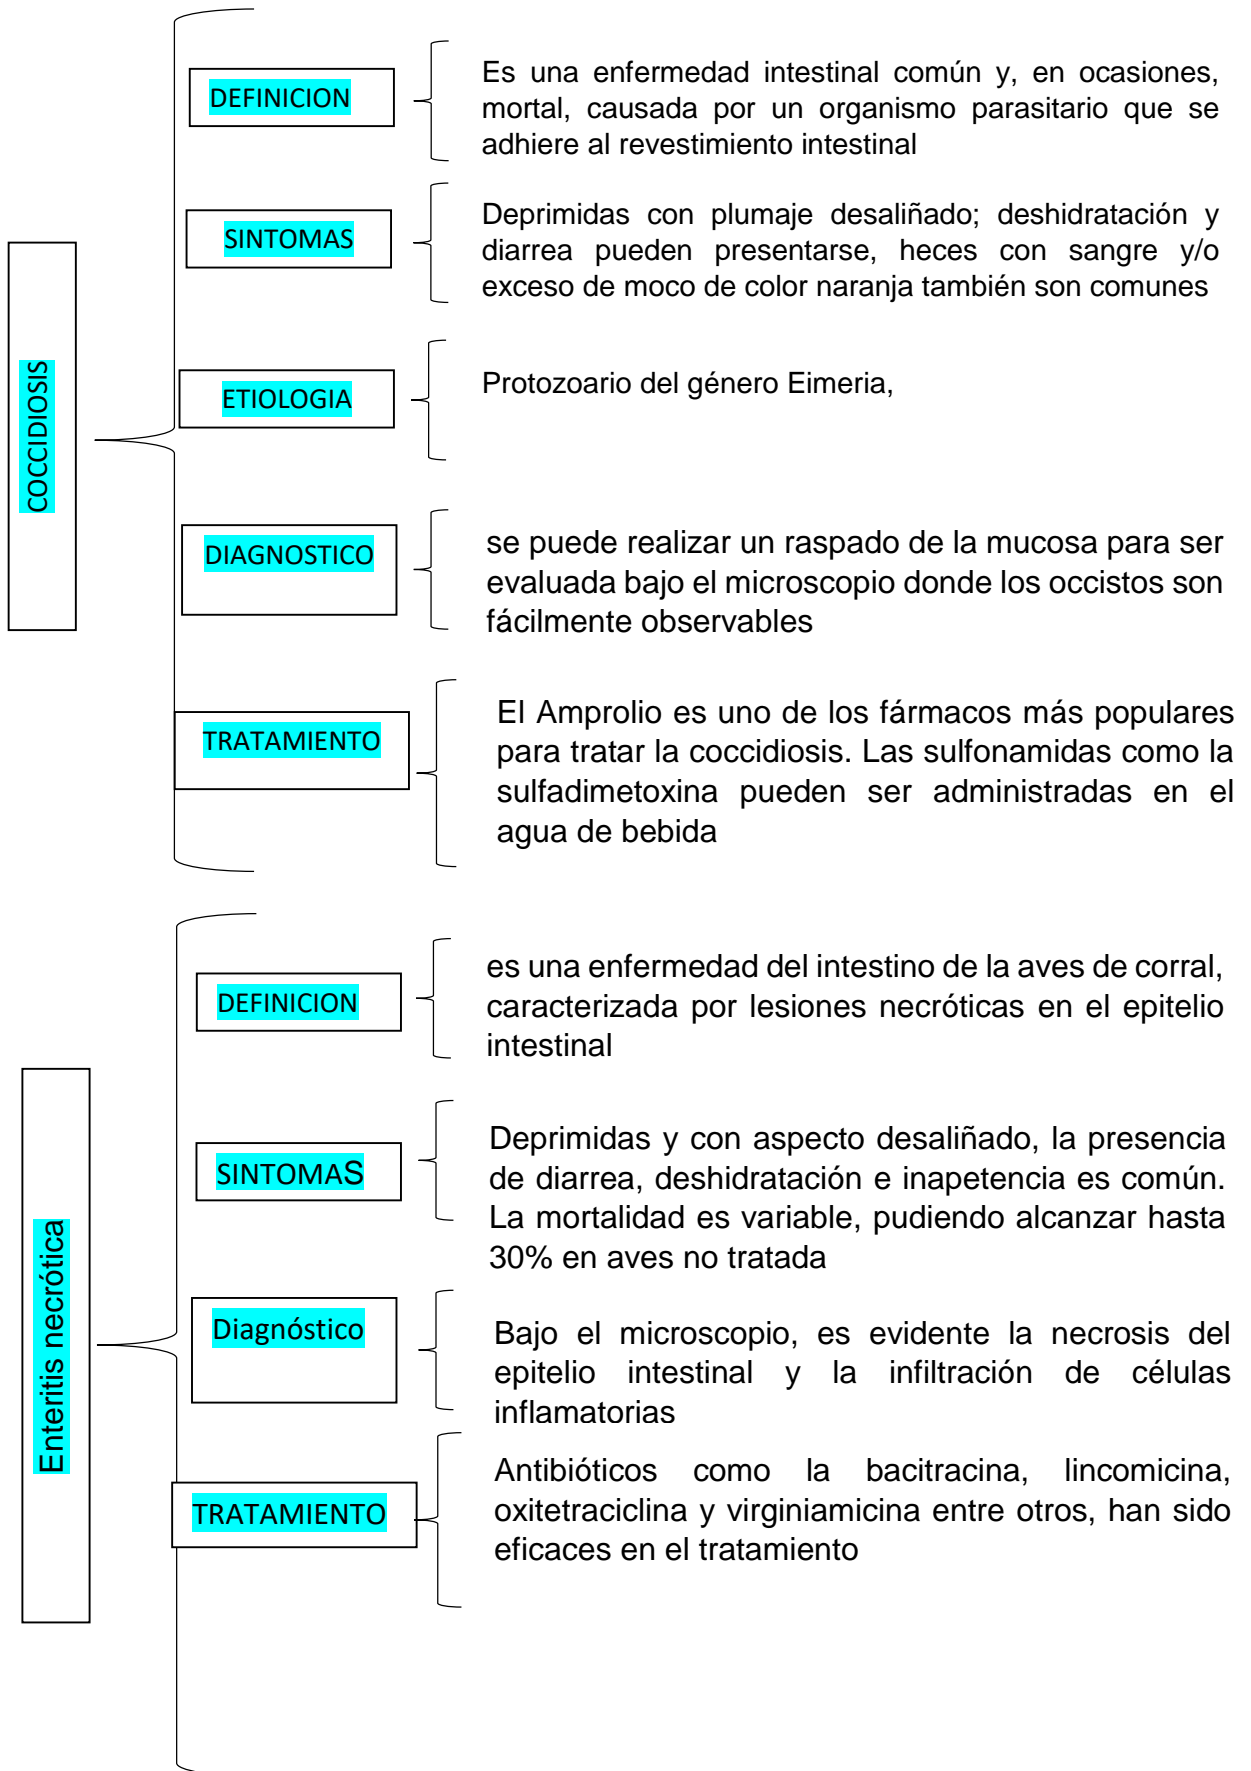 COCCIDIOSIS
DEFINICION
Es una enfermedad intestinal común y, en ocasiones,
mortal, causada por un organismo parasitario que se
adhiere al revestimiento intestinal
SINTOMAS
Deprimidas con plumaje desaliñado; deshidratación y
diarrea pueden presentarse, heces con sangre y/o
exceso de moco de color naranja también son comunes
ETIOLOGIA
Protozoario del género Eimeria,
DIAGNOSTICO
se puede realizar un raspado de la mucosa para ser
evaluada bajo el microscopio donde los occistos son
fácilmente observables
TRATAMIENTO
El Amprolio es uno de los fármacos más populares
para tratar la coccidiosis. Las sulfonamidas como la
sulfadimetoxina pueden ser administradas en el
agua de bebida
Enteritis necrótica
DEFINICION
es una enfermedad del intestino de la aves de corral,
caracterizada por lesiones necróticas en el epitelio
intestinal
SINTOMAS
Deprimidas y con aspecto desaliñado, la presencia
de diarrea, deshidratación e inapetencia es común.
La mortalidad es variable, pudiendo alcanzar hasta
30% en aves no tratada
Diagnóstico
Bajo el microscopio, es evidente la necrosis del
epitelio intestinal y la infiltración de células
inflamatorias
TRATAMIENTO
Antibióticos como la bacitracina, lincomicina,
oxitetraciclina y virginiamicina entre otros, han sido
eficaces en el tratamiento